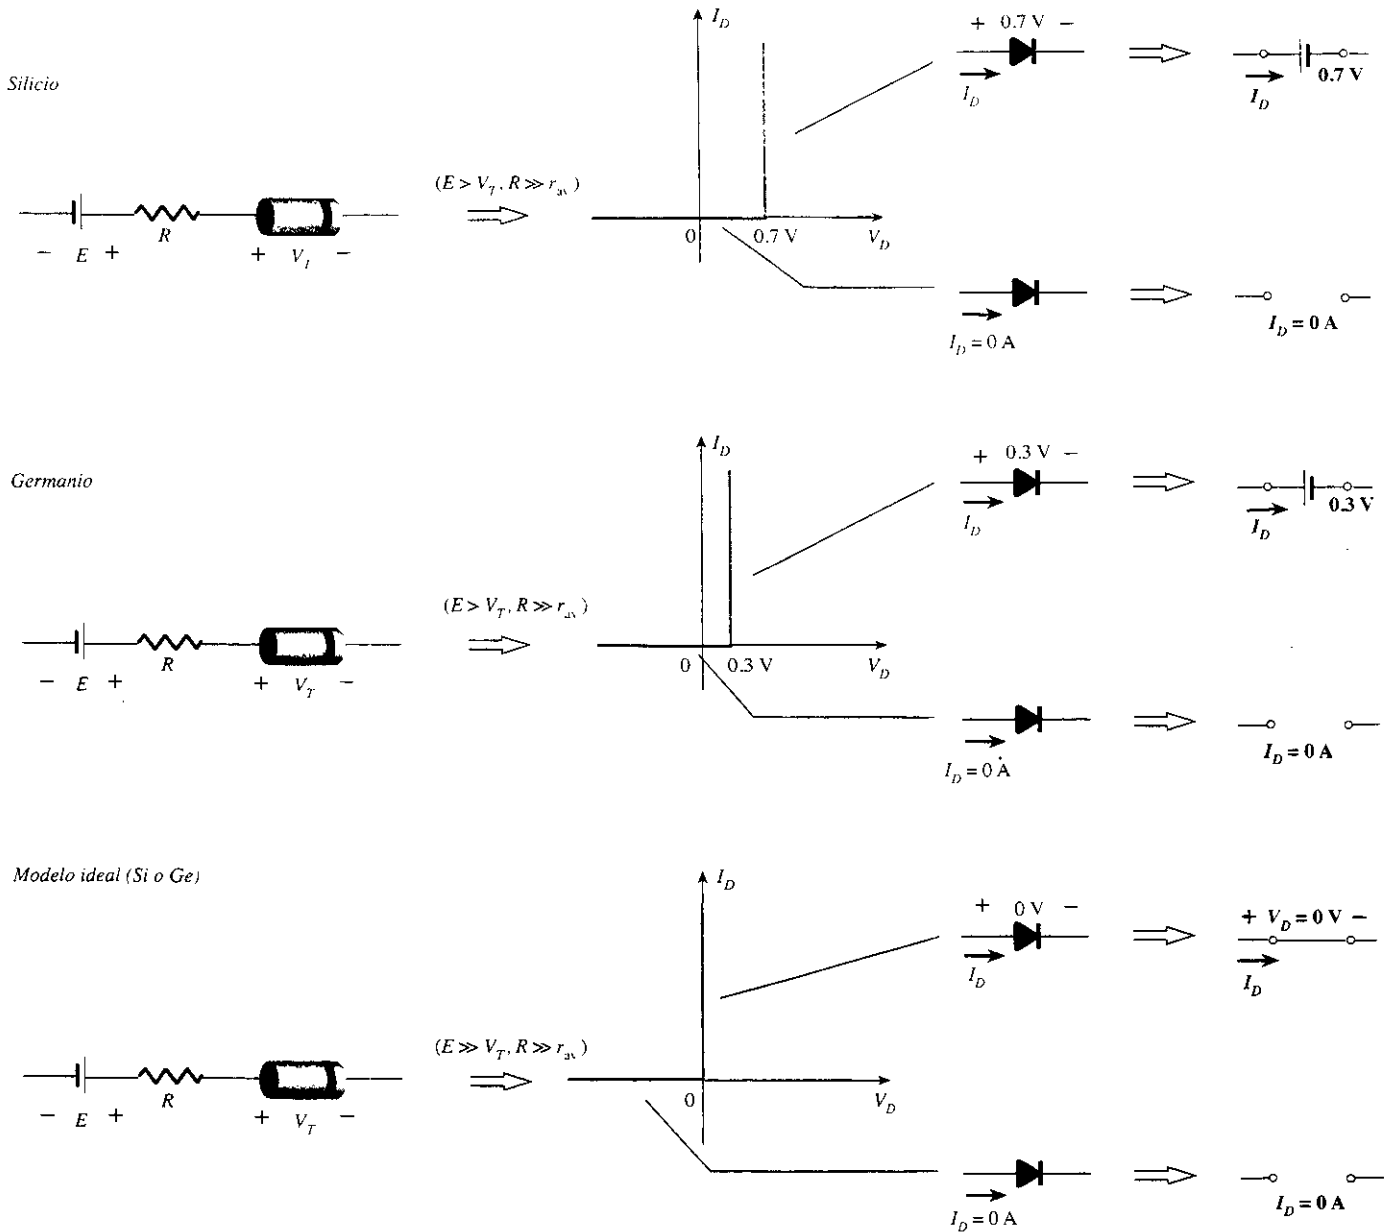 Silicio
I_D
+ 0.7 V −
I_D
0.7 V
I_D
(E > V_T, R ≫ r_av)
− E + R + V_T −
0 0.7 V V_D
I_D = 0 A
I_D = 0 A
Germanio
I_D
+ 0.3 V −
I_D
0.3 V
I_D
(E > V_T, R ≫ r_av)
− E + R + V_T −
0 0.3 V V_D
I_D = 0 A
I_D = 0 A
Modelo ideal (Si o Ge)
I_D
+ 0 V −
I_D
+ V_D = 0 V −
I_D
(E ≫ V_T, R ≫ r_av)
− E + R + V_T −
0 V_D
I_D = 0 A
I_D = 0 A